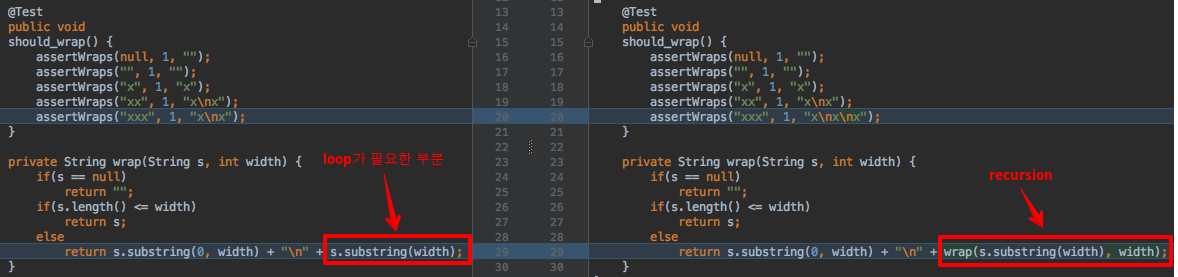 @Test
public void
should_wrap() {
assertWraps(null, 1, "");
assertWraps("", 1, "");
assertWraps("x", 1, "x");
assertWraps("xx", 1, "x\nx");
assertWraps("xxx", 1, "x\nx");
}
loop가 필요한 부분
private String wrap(String s, int width) {
if(s == null)
return "";
if(s.length() <= width)
return s;
else
return s.substring(0, width) + "\n" + s.substring(width);
}
13 13
14 14
15 15
16 16
17 17
18 18
19 19
20 20
21 21
22 22
23 23
24 24
25 25
26 26
27 27
28 28
29 29
30 30
@Test
public void
should_wrap() {
assertWraps(null, 1, "");
assertWraps("", 1, "");
assertWraps("x", 1, "x");
assertWraps("xx", 1, "x\nx");
assertWraps("xxx", 1, "x\nx\nx");
}
private String wrap(String s, int width) {
recursion
if(s == null)
return "";
if(s.length() <= width)
return s;
else
return s.substring(0, width) + "\n" + wrap(s.substring(width), width);
}